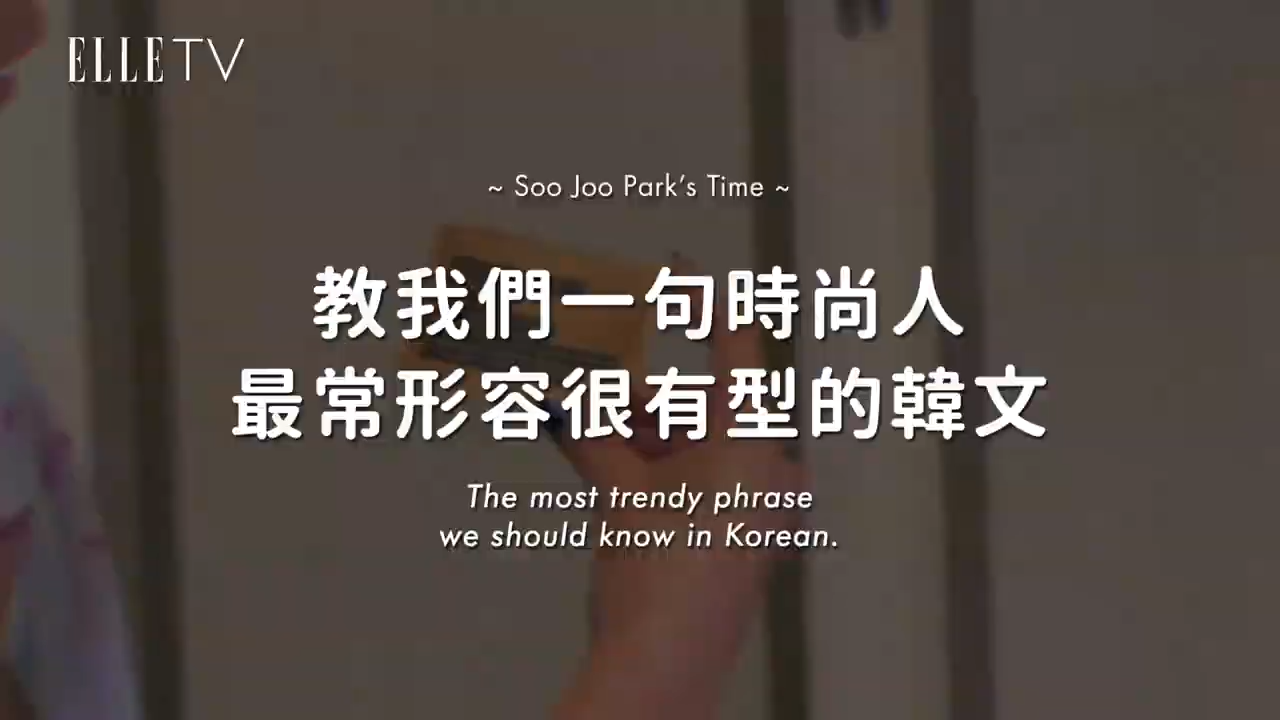 ELLETV
~ Soo Joo Park’s Time ~
教我們一句時尚人
最常形容很有型的韓文
The most trendy phrase
we should know in Korean.